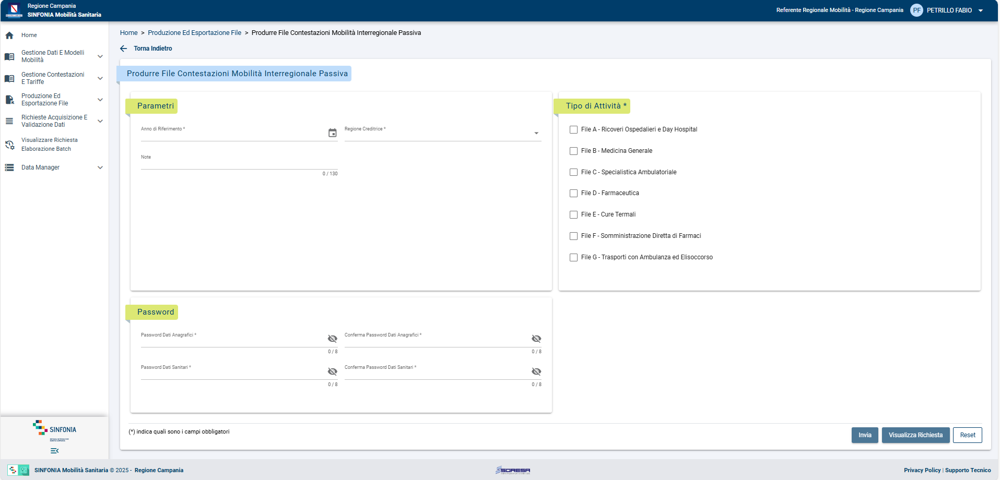 Regione Campania
SINFONIA Mobilità Sanitaria
Referente Regionale Mobilità - Regione Campania
PF
PETRILLO FABIO
Home
Gestione Dati E Modelli
Mobilità
Gestione Contestazioni
E Tariffe
Produzione Ed
Esportazione File
Richieste Acquisizione E
Validazione Dati
Visualizzare Richiesta
Elaborazione Batch
Data Manager
SINFONIA
Home > Produzione Ed Esportazione File > Produrre File Contestazioni Mobilità Interregionale Passiva
Torna Indietro
Produrre File Contestazioni Mobilità Interregionale Passiva
Parametri
Anno di Riferimento *
Regione Creditrice *
Note
0 / 130
Tipo di Attività *
File A - Ricoveri Ospedalieri e Day Hospital
File B - Medicina Generale
File C - Specialistica Ambulatoriale
File D - Farmaceutica
File E - Cure Termali
File F - Somministrazione Diretta di Farmaci
File G - Trasporti con Ambulanza ed Elisoccorso
Password
Password Dati Anagrafici *
0 / 8
Conferma Password Dati Anagrafici *
0 / 8
Password Dati Sanitari *
0 / 8
Conferma Password Dati Sanitari *
0 / 8
(*) indica quali sono i campi obbligatori
Invia
Visualizza Richiesta
Reset
SINFONIA Mobilità Sanitaria © 2025 - Regione Campania
SORESA
Privacy Policy | Supporto Tecnico